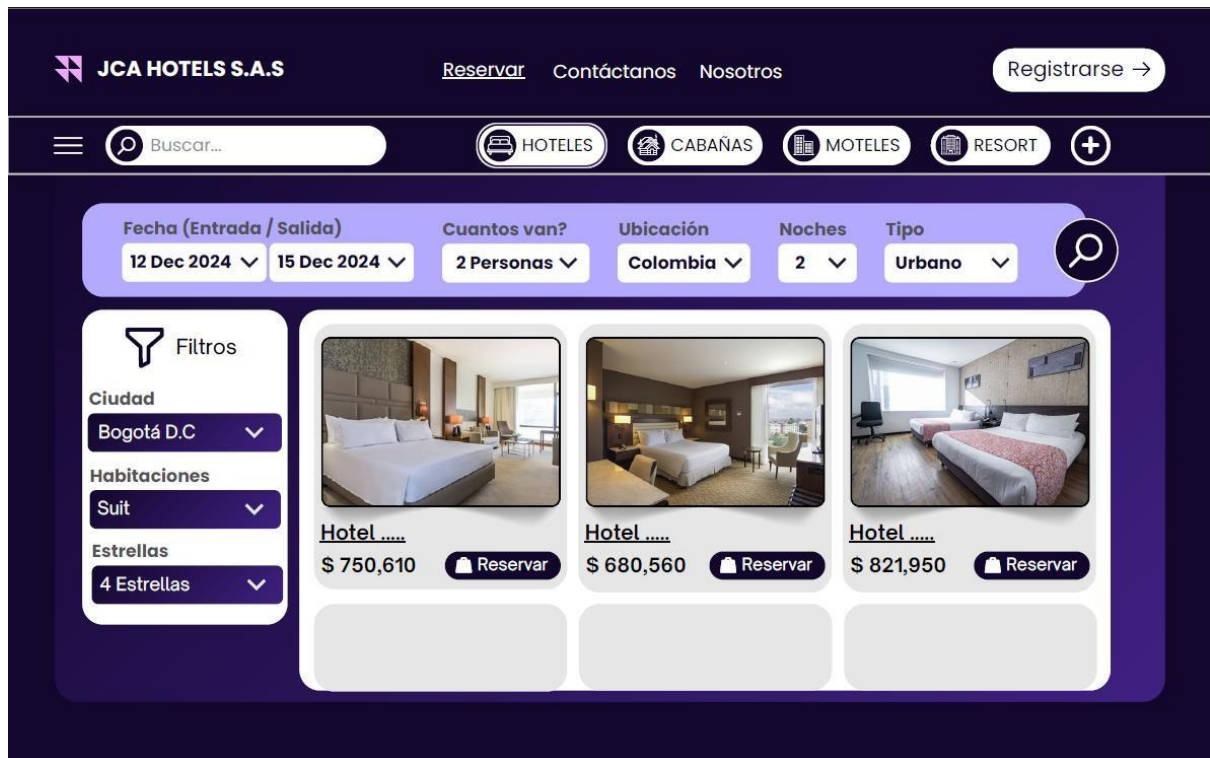 JCA HOTELS S.A.S
Reservar Contáctanos Nosotros
Registrarse →
Buscar...
HOTELES
CABAÑAS
MOTELES
RESORT
Fecha (Entrada / Salida) Cuantos van? Ubicación Noches Tipo
12 Dec 2024 15 Dec 2024 2 Personas Colombia 2 Urbano
Filtros
Ciudad
Bogotá D.C
Habitaciones
Suit
Estrellas
4 Estrellas
Hotel .....
$ 750,610 Reservar
Hotel .....
$ 680,560 Reservar
Hotel .....
$ 821,950 Reservar